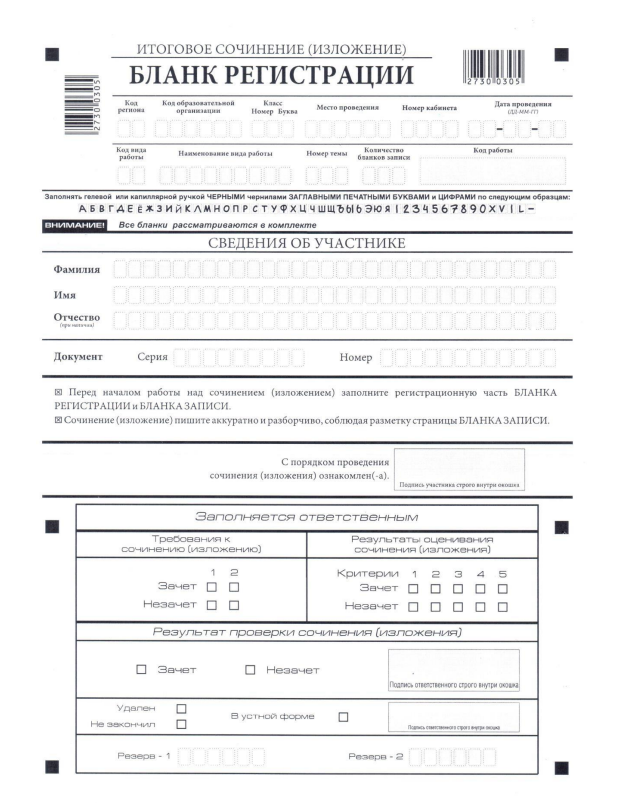 ИТОГОВОЕ СОЧИНЕНИЕ (ИЗЛОЖЕНИЕ)
БЛАНК РЕГИСТРАЦИИ
2730 0305
2730 0305
Код региона
Код образовательной организации
Класс
Номер Буква
Место проведения
Номер кабинета
Дата проведения
(ДД-ММ-ГГ)
Код вида работы
Наименование вида работы
Номер темы
Количество бланков записи
Код работы
Заполнять гелевой или капиллярной ручкой ЧЕРНЫМИ чернилами ЗАГЛАВНЫМИ ПЕЧАТНЫМИ БУКВАМИ и ЦИФРАМИ по следующим образцам:
АБВГДЕЁЖЗИЙКЛМНОПРСТУФХЦЧШЩЪЫЬЭЮЯ1234567890XVIL-
ВНИМАНИЕ! Все бланки рассматриваются в комплекте
СВЕДЕНИЯ ОБ УЧАСТНИКЕ
Фамилия
Имя
Отчество
(при наличии)
Документ Серия Номер
☒ Перед началом работы над сочинением (изложением) заполните регистрационную часть БЛАНКА
РЕГИСТРАЦИИ и БЛАНКА ЗАПИСИ.
☒ Сочинение (изложение) пишите аккуратно и разборчиво, соблюдая разметку страницы БЛАНКА ЗАПИСИ.
С порядком проведения
сочинения (изложения) ознакомлен(-а).
Подпись участника строго внутри окошка
Заполняется ответственным
Требования к
сочинению (изложению)
Результаты оценивания
сочинения (изложения)
1 2
Зачет
Незачет
Критерии 1 2 3 4 5
Зачет
Незачет
Результат проверки сочинения (изложения)
Зачет Незачет
Подпись ответственного строго внутри окошка
Удален
Не закончил
В устной форме
Подпись ответственного строго внутри окошка
Резерв - 1 Резерв - 2